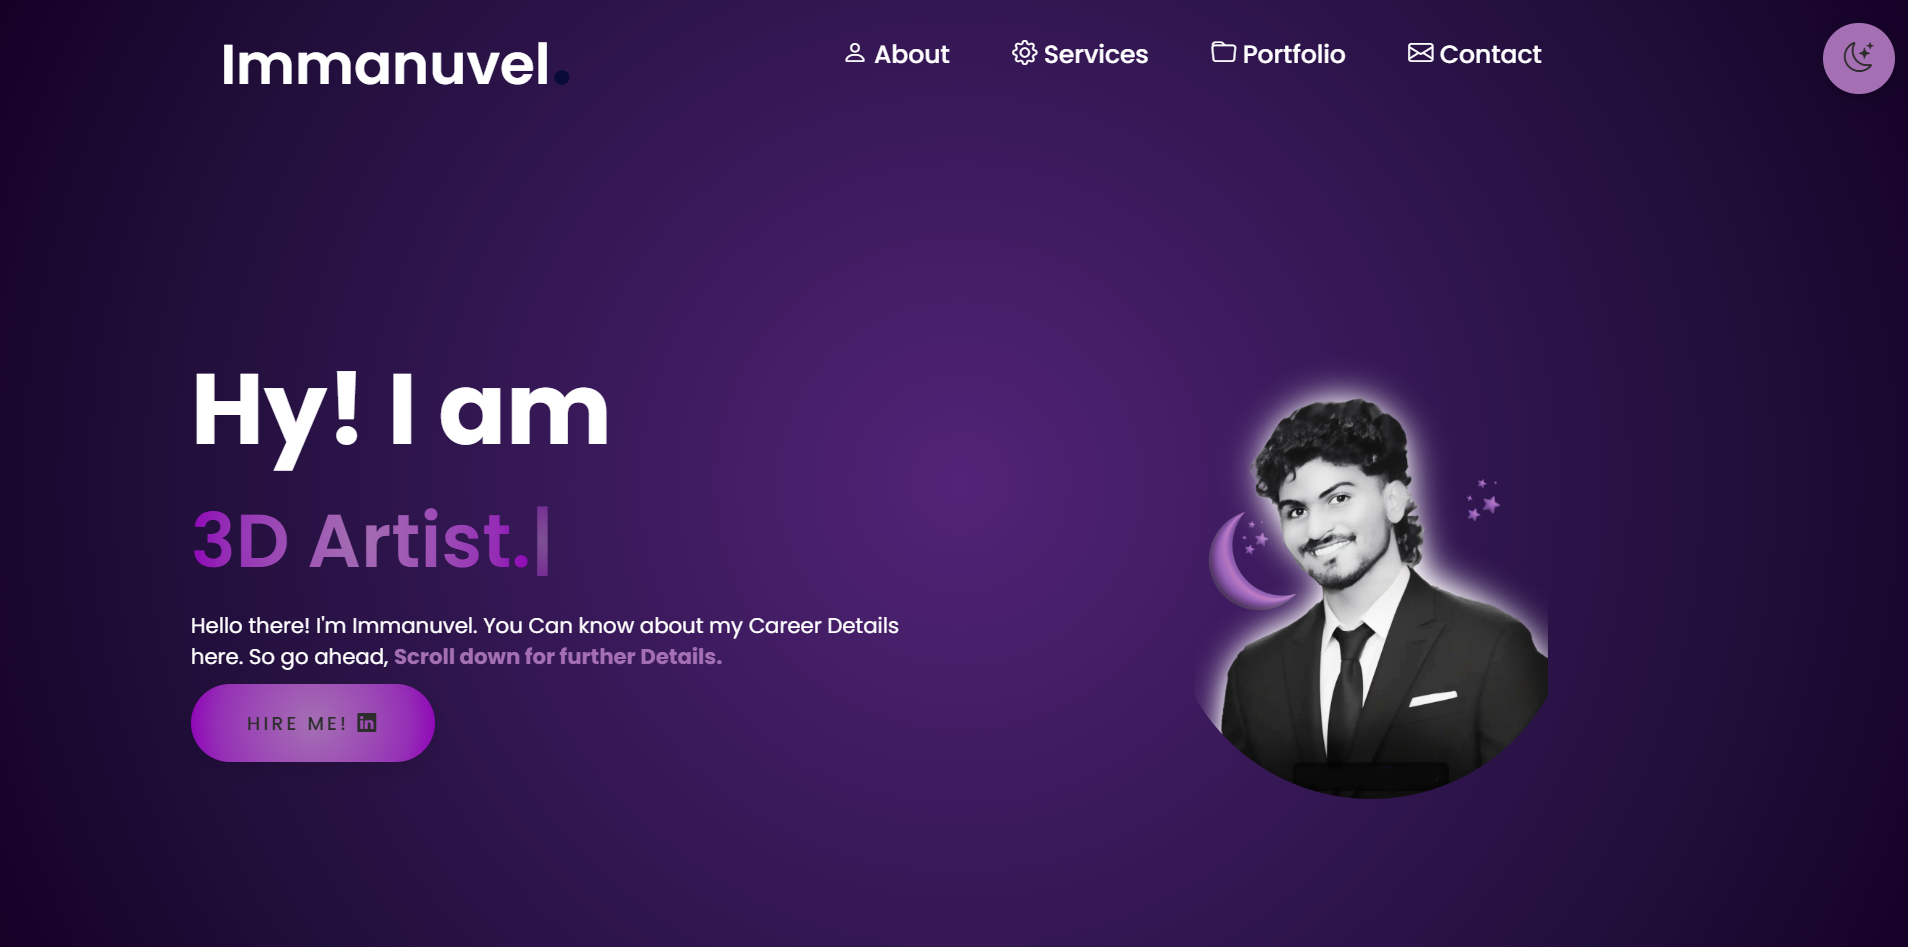 Immanuvel.
About
Services
Portfolio
Contact
Hy! I am
3D Artist.
Hello there! I'm Immanuvel. You Can know about my Career Details
here. So go ahead, Scroll down for further Details.
HIRE ME! in